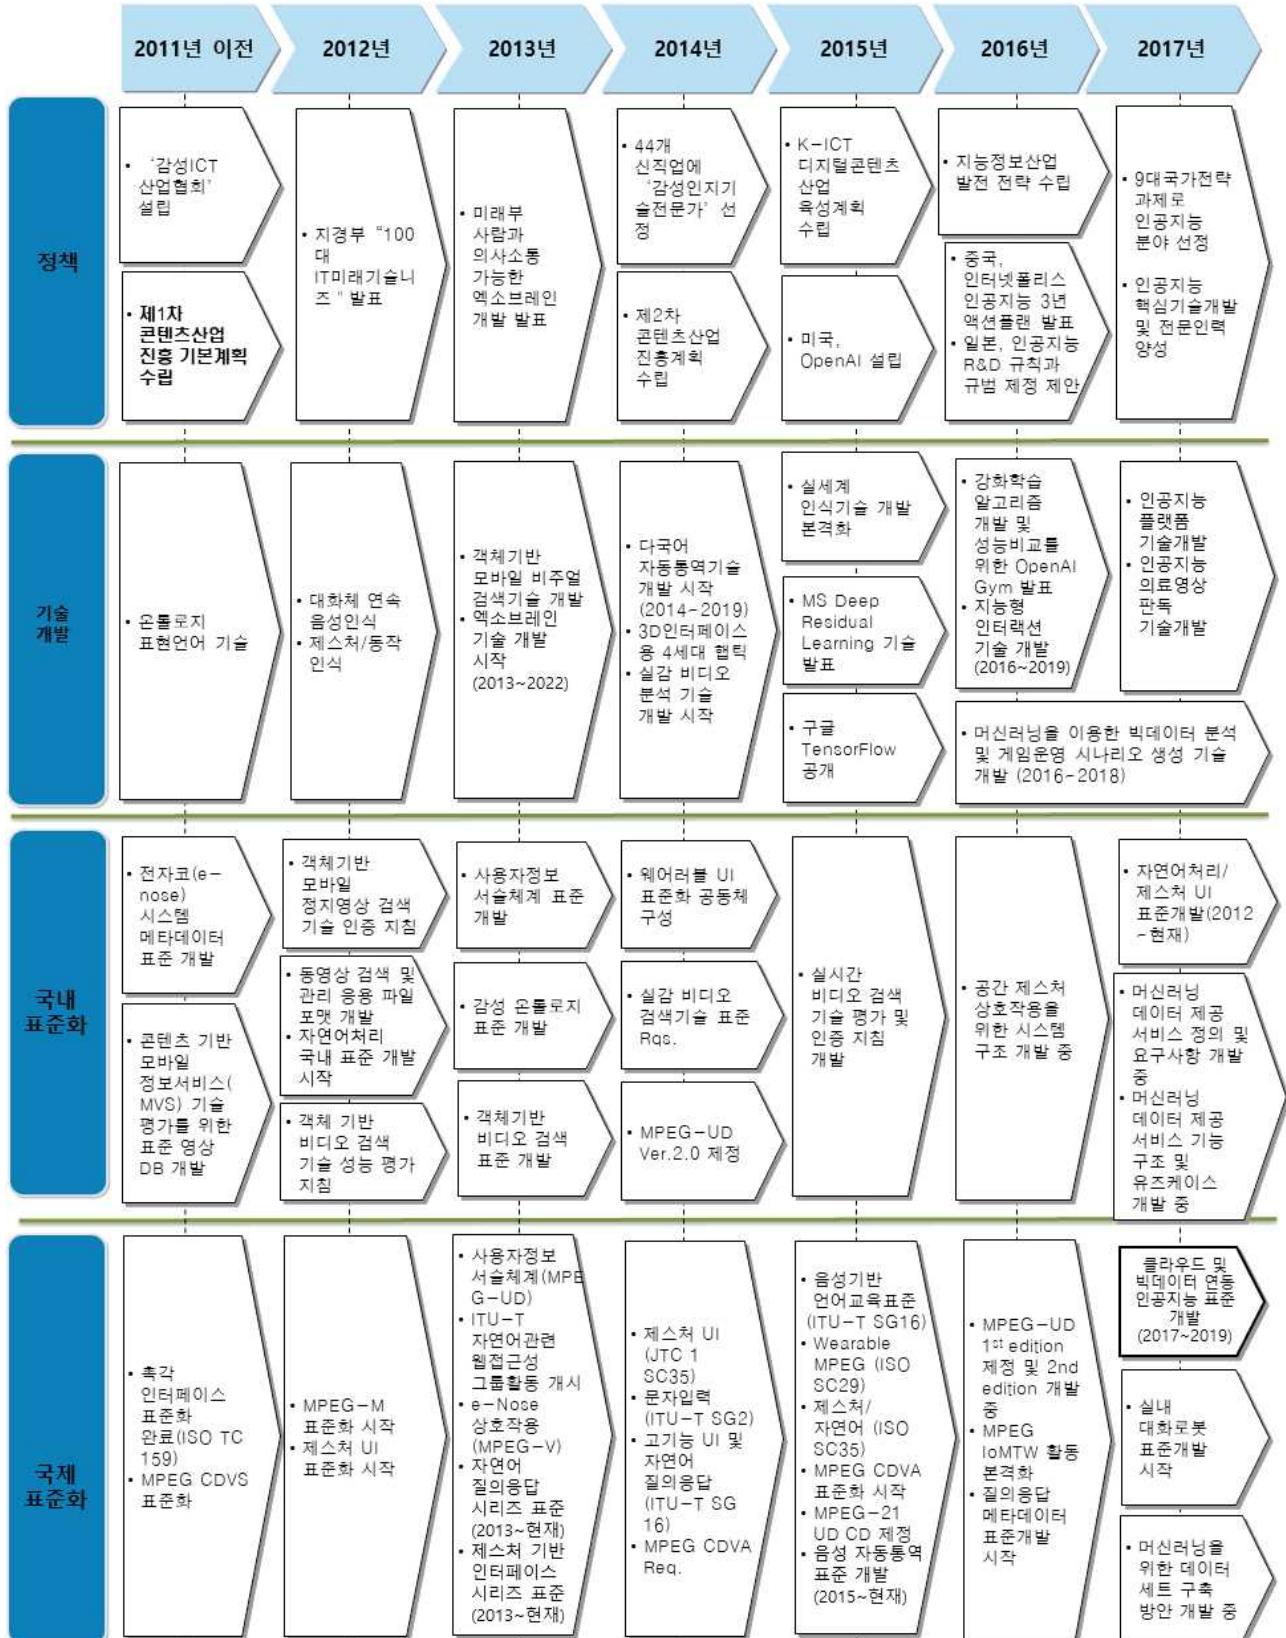 2011년 이전
2012년
2013년
2014년
2015년
2016년
2017년
정책
• ‘감성ICT
산업협회’
설립
• 제1차
콘텐츠산업
진흥 기본계획
수립
• 지경부 “100
대
IT미래기술니
즈 " 발표
• 미래부
사람과
의사소통
가능한
엑소브레인
개발 발표
• 44개
신직업에
‘감성인지기
술전문가’ 선
정
• 제2차
콘텐츠산업
진흥계획
수립
• K-ICT
디지털콘텐츠
산업
육성계획
수립
• 미국,
OpenAI 설립
• 지능정보산업
발전 전략 수립
• 중국,
인터넷폴리스
인공지능 3년
액션플랜 발표
• 일본, 인공지능
R&D 규칙과
규범 제정 제안
• 9대국가전략
과제로
인공지능
분야 선정
• 인공지능
핵심기술개발
및 전문인력
양성
기술
개발
• 온톨로지
표현언어 기술
• 대화체 연속
음성인식
• 제스처/동작
인식
• 객체기반
모바일 비주얼
검색기술 개발
• 엑소브레인
기술 개발
시작
(2013~2022)
• 다국어
자동통역기술
개발 시작
(2014-2019)
• 3D인터페이스
용 4세대 햅틱
• 실감 비디오
분석 기술
개발 시작
• 실세계
인식기술 개발
본격화
• MS Deep
Residual
Learning 기술
발표
• 구글
TensorFlow
공개
• 강화학습
알고리즘
개발 및
성능비교를
위한 OpenAI
Gym 발표
• 지능형
인터랙션
기술 개발
(2016~2019)
• 인공지능
플랫폼
기술개발
• 인공지능
의료영상
판독
기술개발
• 머신러닝을 이용한 빅데이터 분석
및 게임운영 시나리오 생성 기술
개발 (2016-2018)
국내
표준화
• 전자코(e-
nose)
시스템
메타데이터
표준 개발
• 콘텐츠 기반
모바일
정보서비스(
MVS) 기술
평가를 위한
표준 영상
DB 개발
• 객체기반
모바일
정지영상 검색
기술 인증 지침
• 동영상 검색 및
관리 응용 파일
포맷 개발
• 자연어처리
국내 표준 개발
시작
• 객체 기반
비디오 검색
기술 성능 평가
지침
• 사용자정보
서술체계 표준
개발
• 감성 온톨로지
표준 개발
• 객체기반
비디오 검색
표준 개발
• 웨어러블 UI
표준화 공동체
구성
• 실감 비디오
검색기술 표준
Rqs.
• MPEG-UD
Ver.2.0 제정
• 실시간
비디오 검색
기술 평가 및
인증 지침
개발
• 공간 제스처
상호작용을
위한 시스템
구조 개발 중
• 자연어처리/
제스처 UI
표준개발(2012
~현재)
• 머신러닝
데이터 제공
서비스 정의 및
요구사항 개발
중
• 머신러닝
데이터 제공
서비스 기능
구조 및
유즈케이스
개발 중
국제
표준화
• 촉각
인터페이스
표준화
완료(ISO TC
159)
• MPEG CDVS
표준화
• MPEG-M
표준화 시작
• 제스처 UI
표준화 시작
• 사용자정보
서술체계(MPE
G-UD)
• ITU-T
자연어관련
웹접근성
그룹활동 개시
• e-Nose
상호작용
(MPEG-V)
• 자연어
질의응답
시리즈 표준
(2013~현재)
• 제스처 기반
인터페이스
시리즈 표준
(2013~현재)
• 제스처 UI
(JTC 1
SC35)
• 문자입력
(ITU-T SG2)
• 고기능 UI 및
자연어
질의응답
(ITU-T SG
16)
• MPEG CDVA
Req.
• 음성기반
언어교육표준
(ITU-T SG16)
• Wearable
MPEG (ISO
SC29)
• 제스처/
자연어 (ISO
SC35)
• MPEG CDVA
표준화 시작
• MPEG-21
UD CD 제정
• 음성 자동통역
표준 개발
(2015~현재)
• MPEG-UD
1st edition
제정 및 2nd
edition 개발
중
• MPEG
IoMTW 활동
본격화
• 질의응답
메타데이터
표준개발
시작
클라우드 및
빅데이터 연동
인공지능 표준
개발
(2017~2019)
• 실내
대화로봇
표준개발
시작
• 머신러닝을
위한 데이터
세트 구축
방안 개발 중